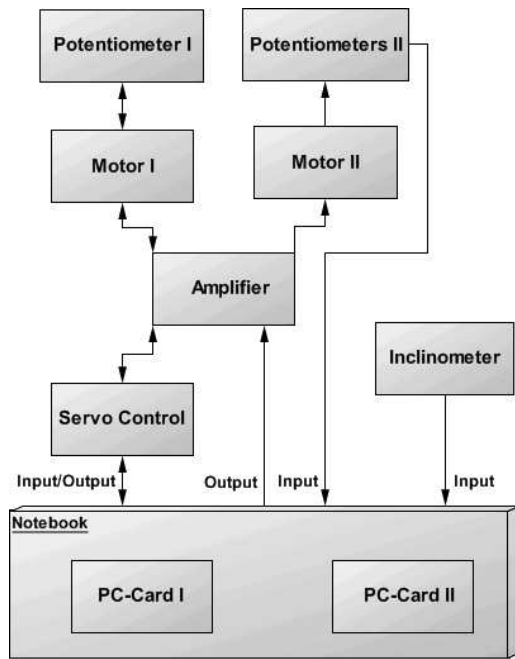 Potentiometer I
Potentiometers II
Motor I
Motor II
Amplifier
Inclinometer
Servo Control
Input/Output
Output
Input
Input
Notebook
PC-Card I
PC-Card II